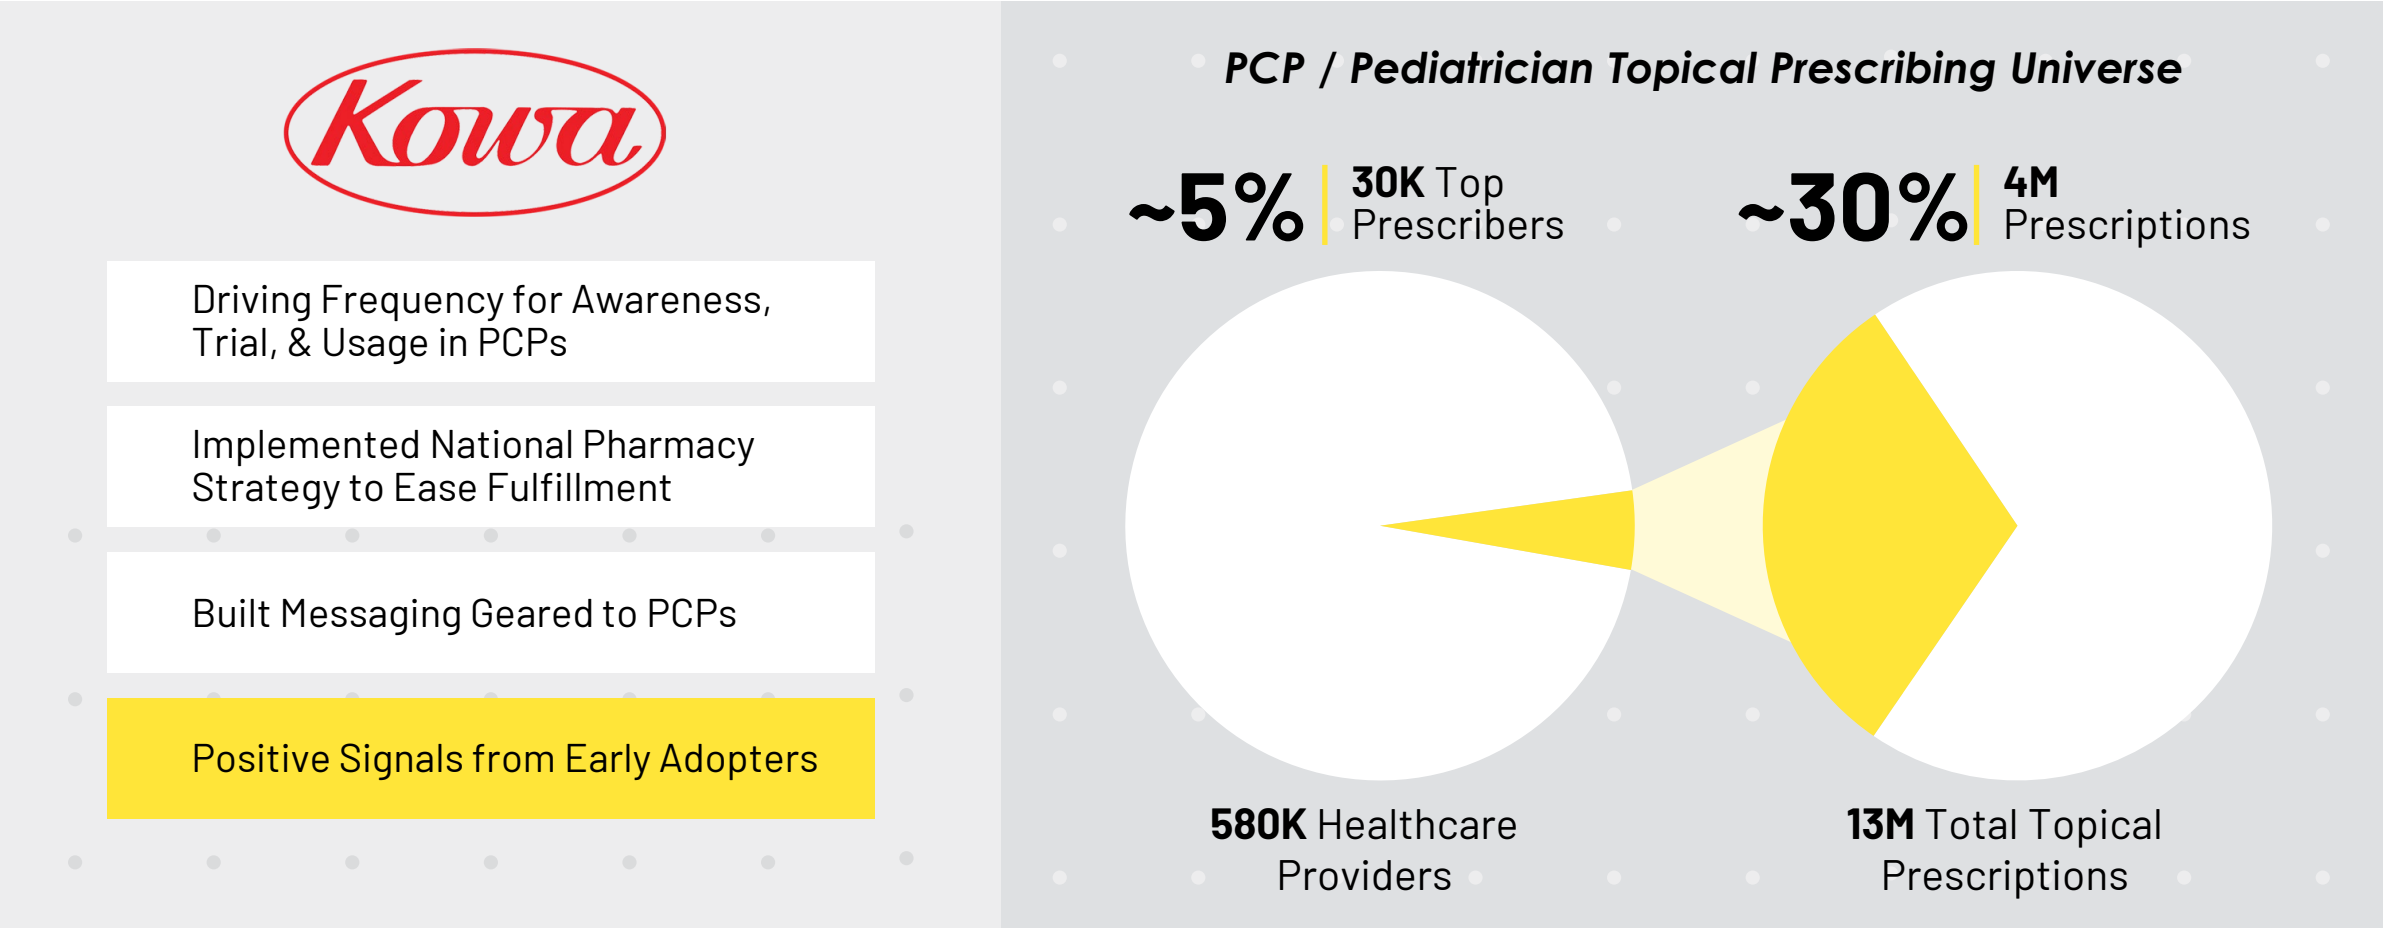 Kowa
Driving Frequency for Awareness,
Trial, & Usage in PCPs
Implemented National Pharmacy
Strategy to Ease Fulfillment
Built Messaging Geared to PCPs
Positive Signals from Early Adopters
PCP / Pediatrician Topical Prescribing Universe
~5%
30K Top
Prescribers
~30%
4M
Prescriptions
580K Healthcare
Providers
13M Total Topical
Prescriptions